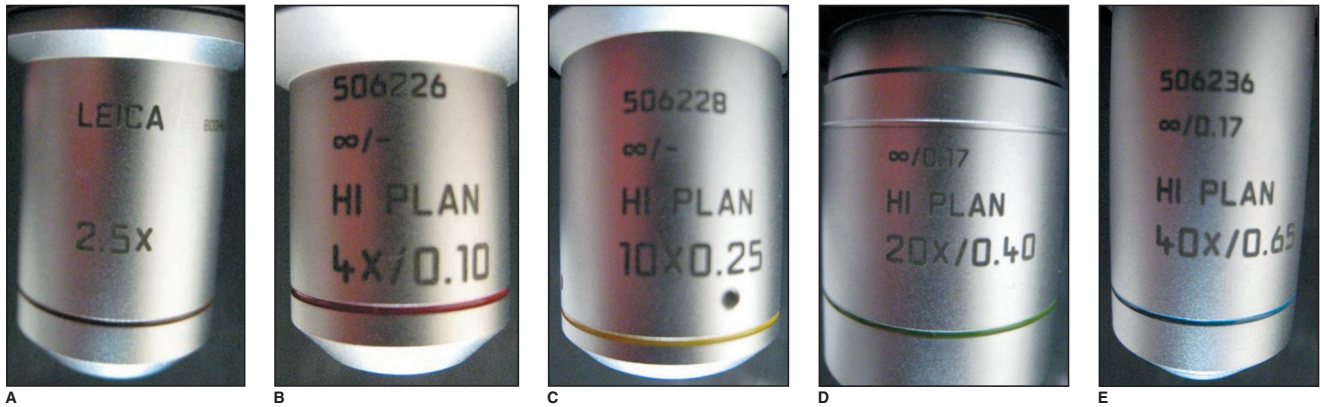 LEICA
2.5x
506226
∞/-
HI PLAN
4x/0.10
506228
∞/-
HI PLAN
10x0.25
∞/0.17
HI PLAN
20x/0.40
506236
∞/0.17
HI PLAN
40x/0.65
A
B
C
D
E